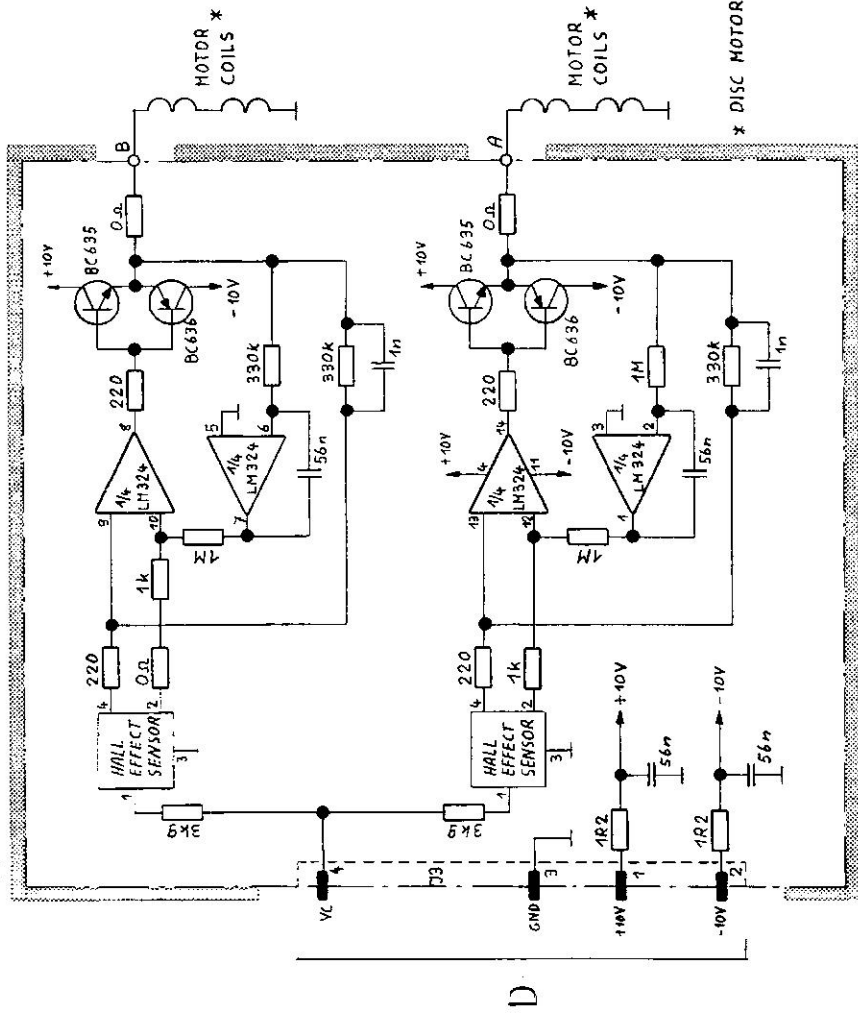 MOTOR *
COILS
B
0Ω
+10V
BC635
-10V
BC636
220
330k
330k
1n
8
9
10
1/4
LM324
5
6
7
1/4
LM324
56n
1M
1k
220
0Ω
4
2
HALL
EFFECT
SENSOR
3
1
3k9
MOTOR *
COILS
A
0Ω
* DISC MOTOR
+10V
BC635
-10V
BC636
220
1M
330k
1n
14
+10V
4
13
12
11
-10V
1/4
LM324
3
2
1
1/4
LM324
56n
1M
220
1k
4
2
HALL
EFFECT
SENSOR
3
1
3k9
VC
4
J3
GND
3
+10V
1
1R2
56n
+10V
-10V
2
1R2
56n
-10V
D